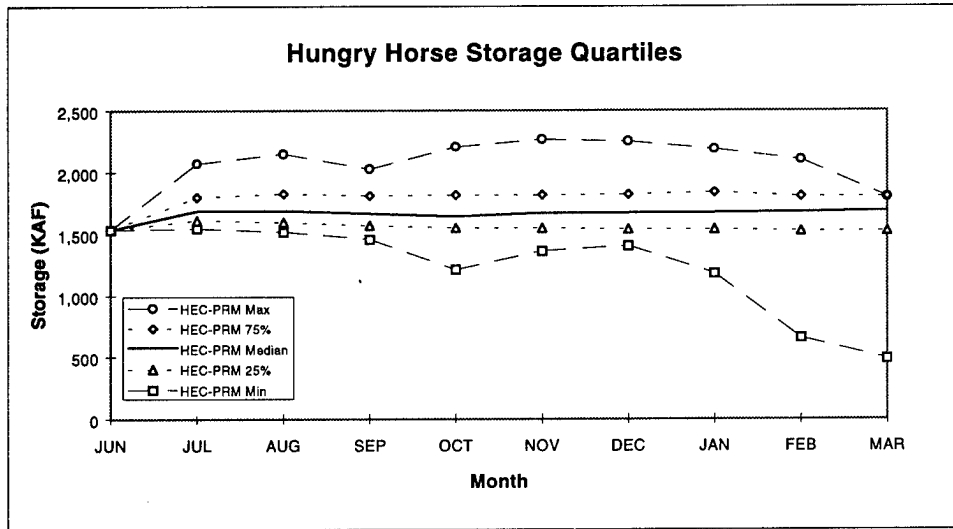 Hungry Horse Storage Quartiles
2,500
2,000
1,500
1,000
500
0
Storage (KAF)
HEC-PRM Max
HEC-PRM 75%
HEC-PRM Median
HEC-PRM 25%
HEC-PRM Min
JUN JUL AUG SEP OCT NOV DEC JAN FEB MAR
Month